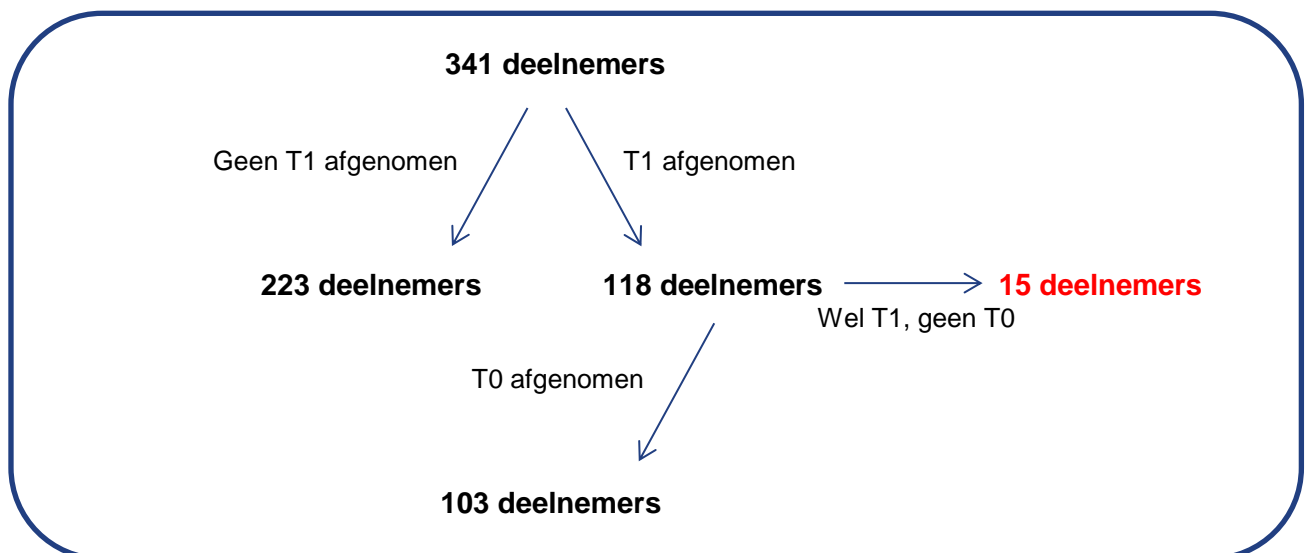 341 deelnemers
Geen T1 afgenomen
T1 afgenomen
223 deelnemers
118 deelnemers
15 deelnemers
Wel T1, geen T0
T0 afgenomen
103 deelnemers